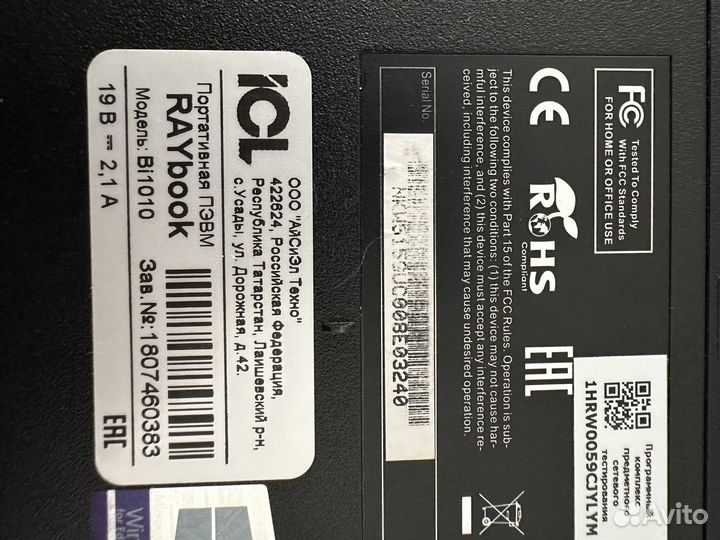 ICL
ООО "АйСиЭл Техно"
422624, Российская Федерация,
Республика Татарстан, Лаишевский р-н,
с.Усады, ул. Дорожная, д.42.
Портативная ПЭВМ
RAYbook
Модель: Bi1010
19 В 2,1 А
Зав.№:1807460383
EAC
FC
Tested To Comply
With FCC Standards
FOR HOME OR OFFICE USE
CE
ROHS
Compliant
EAC
This device complies with Part 15 of the FCC Rules. Operation is sub-
ject to the following two conditions: (1) this device may not cause har-
mful interference, and (2) this device must accept any interference re-
ceived, including interference that may cause undesired operation.
Serial No.
1HRW0059CJYLYM
Программный
комплекс
предметного
сетевого
тестирования
Avito